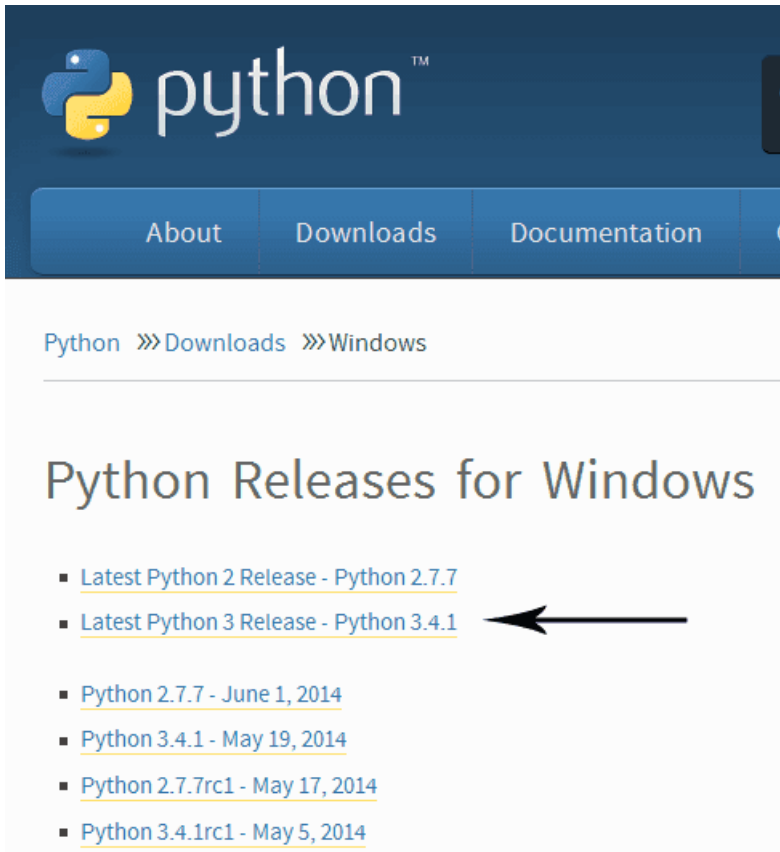 python™
About Downloads Documentation
Python »» Downloads »» Windows
Python Releases for Windows
Latest Python 2 Release - Python 2.7.7
Latest Python 3 Release - Python 3.4.1
Python 2.7.7 - June 1, 2014
Python 3.4.1 - May 19, 2014
Python 2.7.7rc1 - May 17, 2014
Python 3.4.1rc1 - May 5, 2014